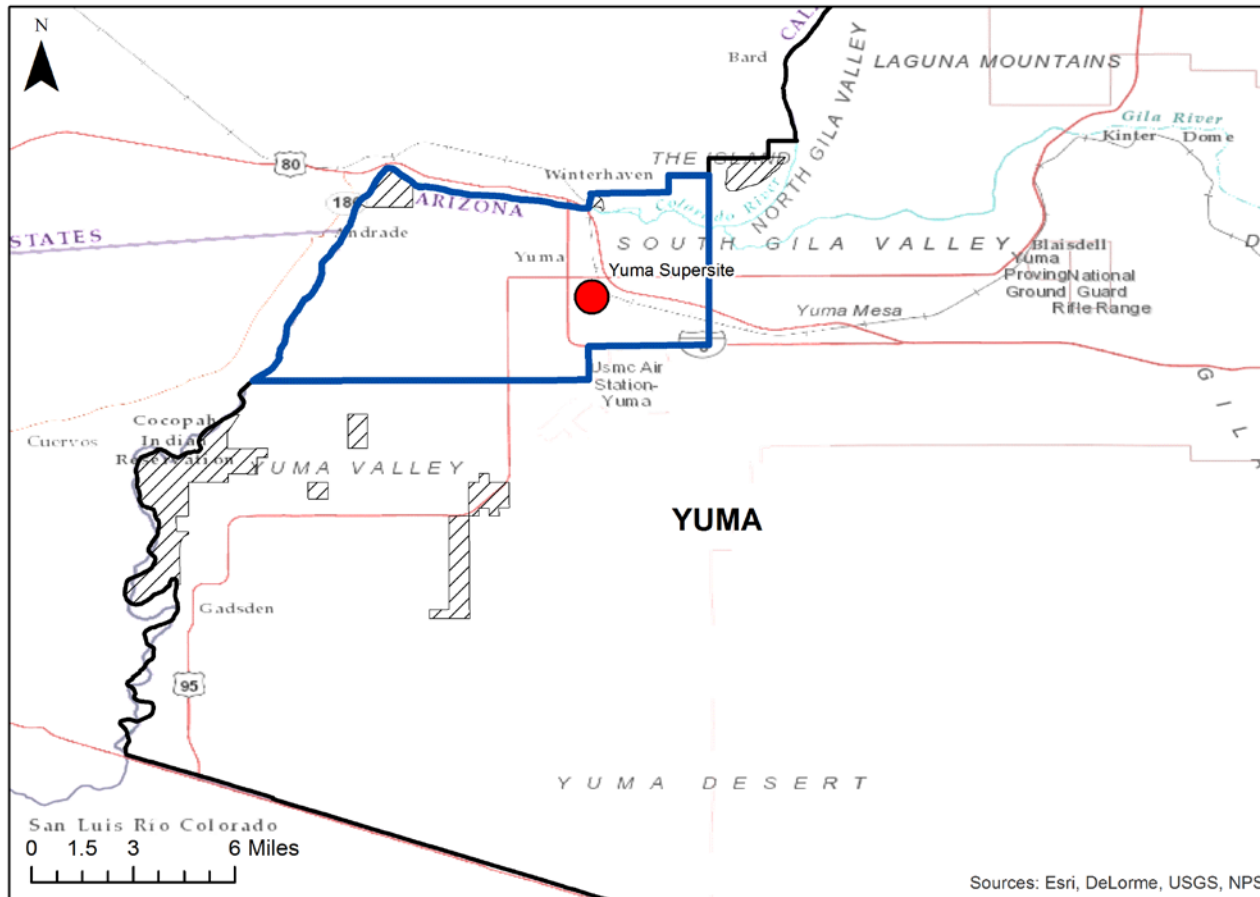 N
CAL
Bard
LAGUNA MOUNTAINS
NORTH GILA VALLEY
Gila River
Kinter Dome
80
THE ISLAND
Winterhaven
186
ARIZONA
Colorado River
STATES
Andrade
SOUTH GILA VALLEY
Blaisdell
D
Yuma
Yuma Supersite
Yuma
Proving
Ground
National
Guard
Rifle Range
Yuma Mesa
8
Usmc Air
Station-
Yuma
GIL
Cocopah
Indian
Reservation
Cuervos
YUMA VALLEY
YUMA
Gadsden
95
YUMA DESERT
San Luis Rio Colorado
0 1.5 3 6 Miles
Sources: Esri, DeLorme, USGS, NPS